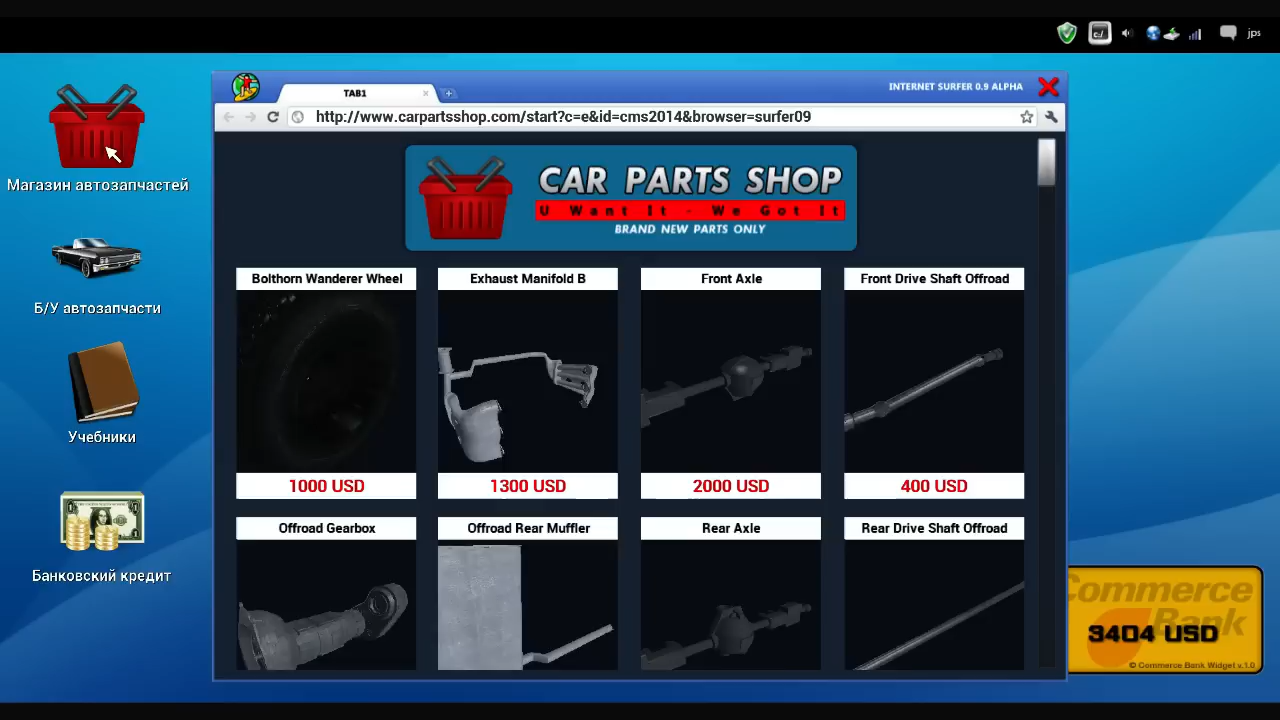 jps
TAB1
INTERNET SURFER 0.9 ALPHA
http://www.carpartsshop.com/start?c=e&id=cms2014&browser=surfer09
Магазин автозапчастей
Б/У автозапчасти
Учебники
Банковский кредит
CAR PARTS SHOP
U Want It - We Got It
BRAND NEW PARTS ONLY
Bolthorn Wanderer Wheel
Exhaust Manifold B
Front Axle
Front Drive Shaft Offroad
1000 USD
1300 USD
2000 USD
400 USD
Offroad Gearbox
Offroad Rear Muffler
Rear Axle
Rear Drive Shaft Offroad
Commerce
Bank
3404 USD
© Commerce Bank Widget v.1.0